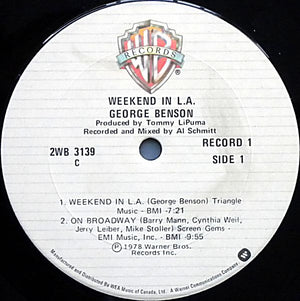 WB
RECORDS
®
WEEKEND IN L.A.
GEORGE BENSON
Produced by Tommy LiPuma
Recorded and Mixed by Al Schmitt
2WB 3139
C
RECORD 1
SIDE 1
1. WEEKEND IN L.A. (George Benson) Triangle
Music - BMI -7:21
2. ON BROADWAY (Barry Mann, Cynthia Weil,
Jerry Leiber, Mike Stoller) Screen Gems -
EMI Music, Inc. - BMI - 9:55
℗ 1978 Warner Bros.
Records Inc.
Manufactured and Distributed By WEA Music of Canada, Ltd. A Warner Communications Company